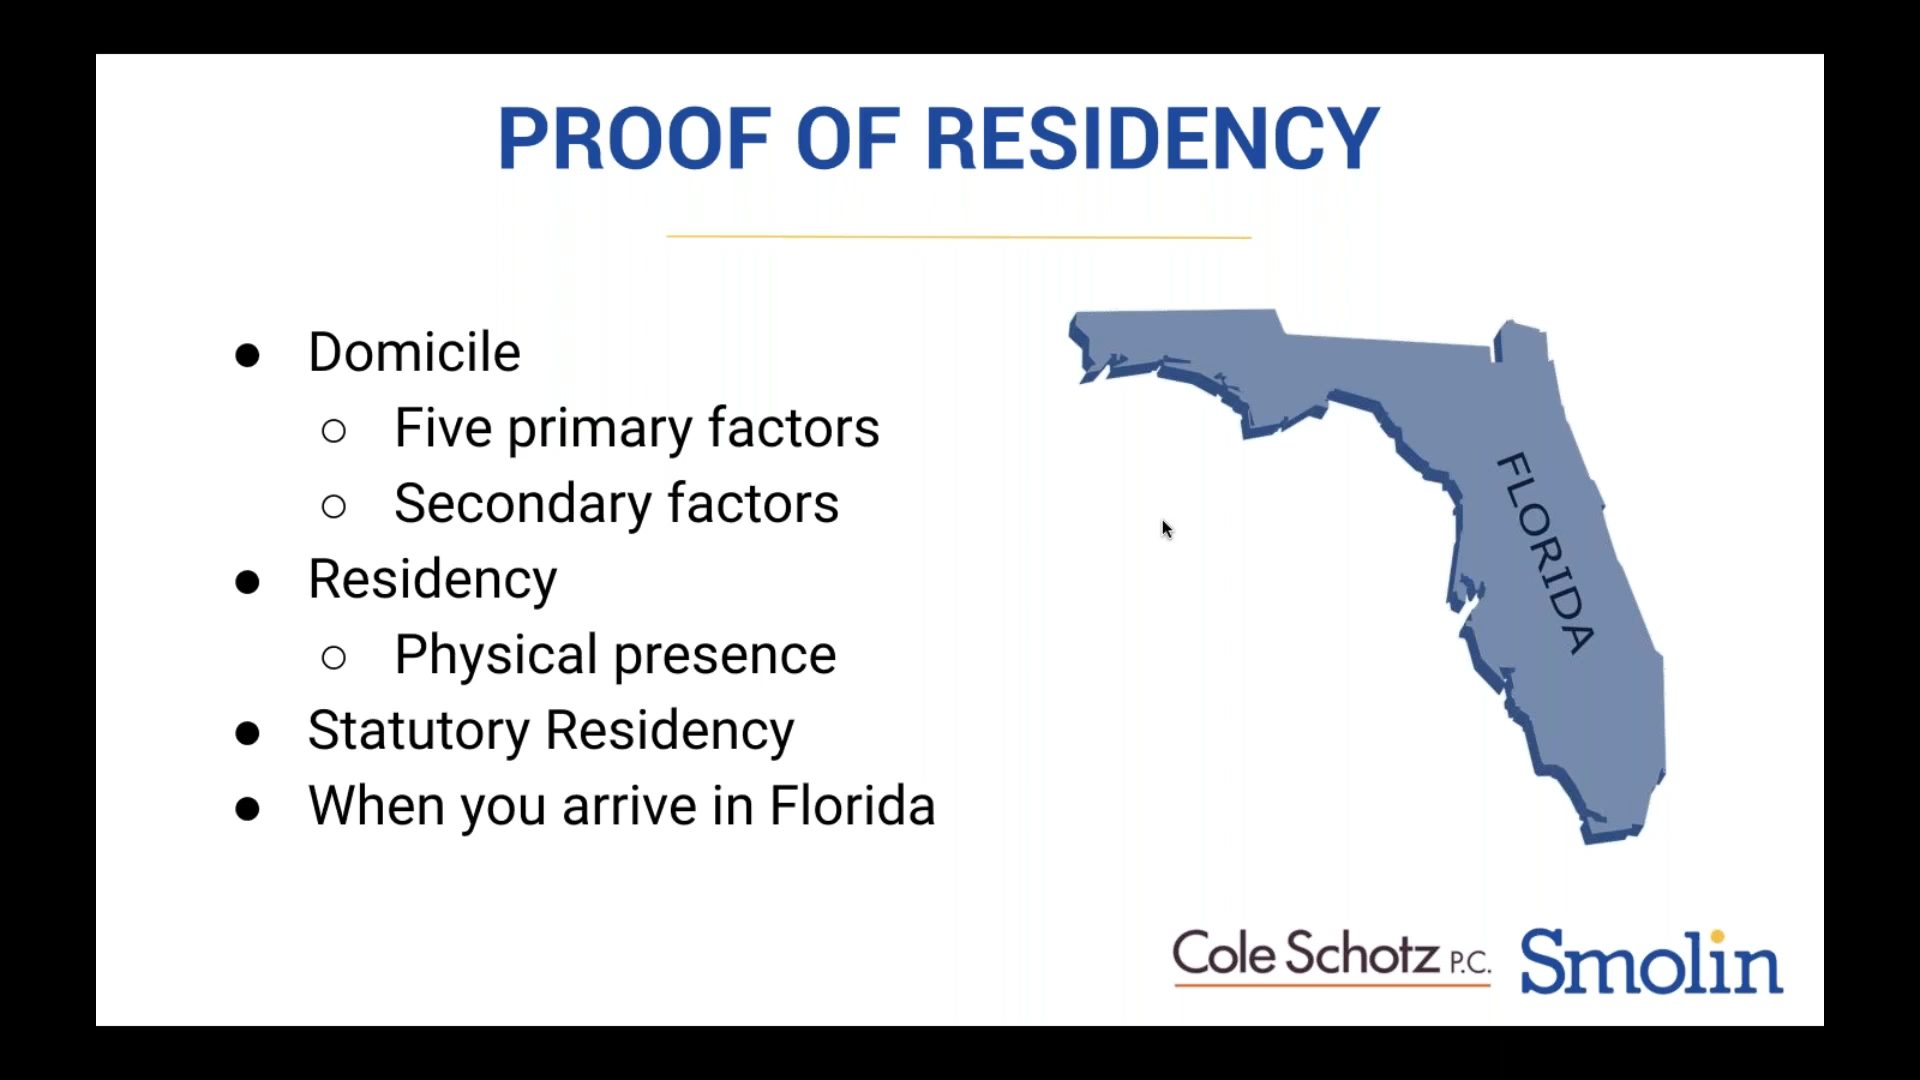 PROOF OF RESIDENCY
● Domicile
○ Five primary factors
○ Secondary factors
● Residency
○ Physical presence
● Statutory Residency
● When you arrive in Florida
FLORIDA
Cole Schotz P.C.
Smolin